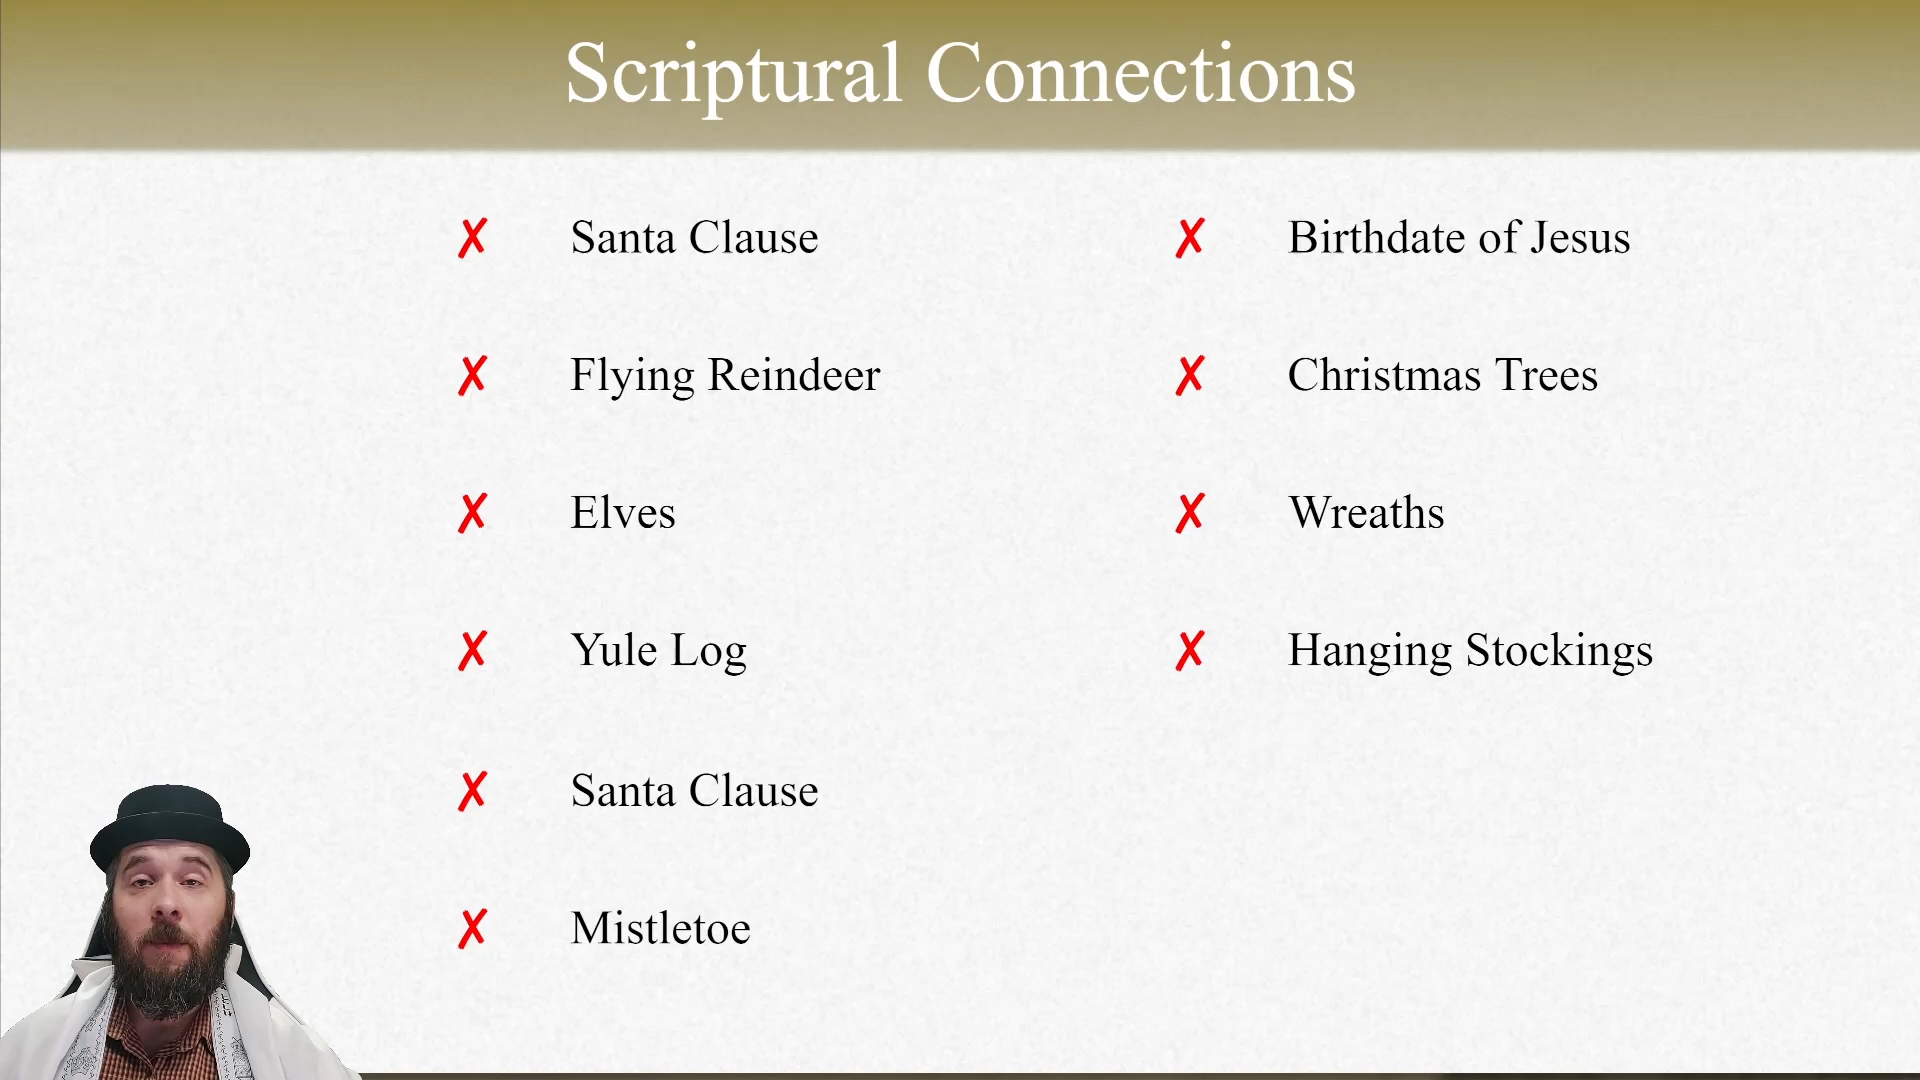 Scriptural Connections
✗ Santa Clause
✗ Flying Reindeer
✗ Elves
✗ Yule Log
✗ Santa Clause
✗ Mistletoe
✗ Birthdate of Jesus
✗ Christmas Trees
✗ Wreaths
✗ Hanging Stockings